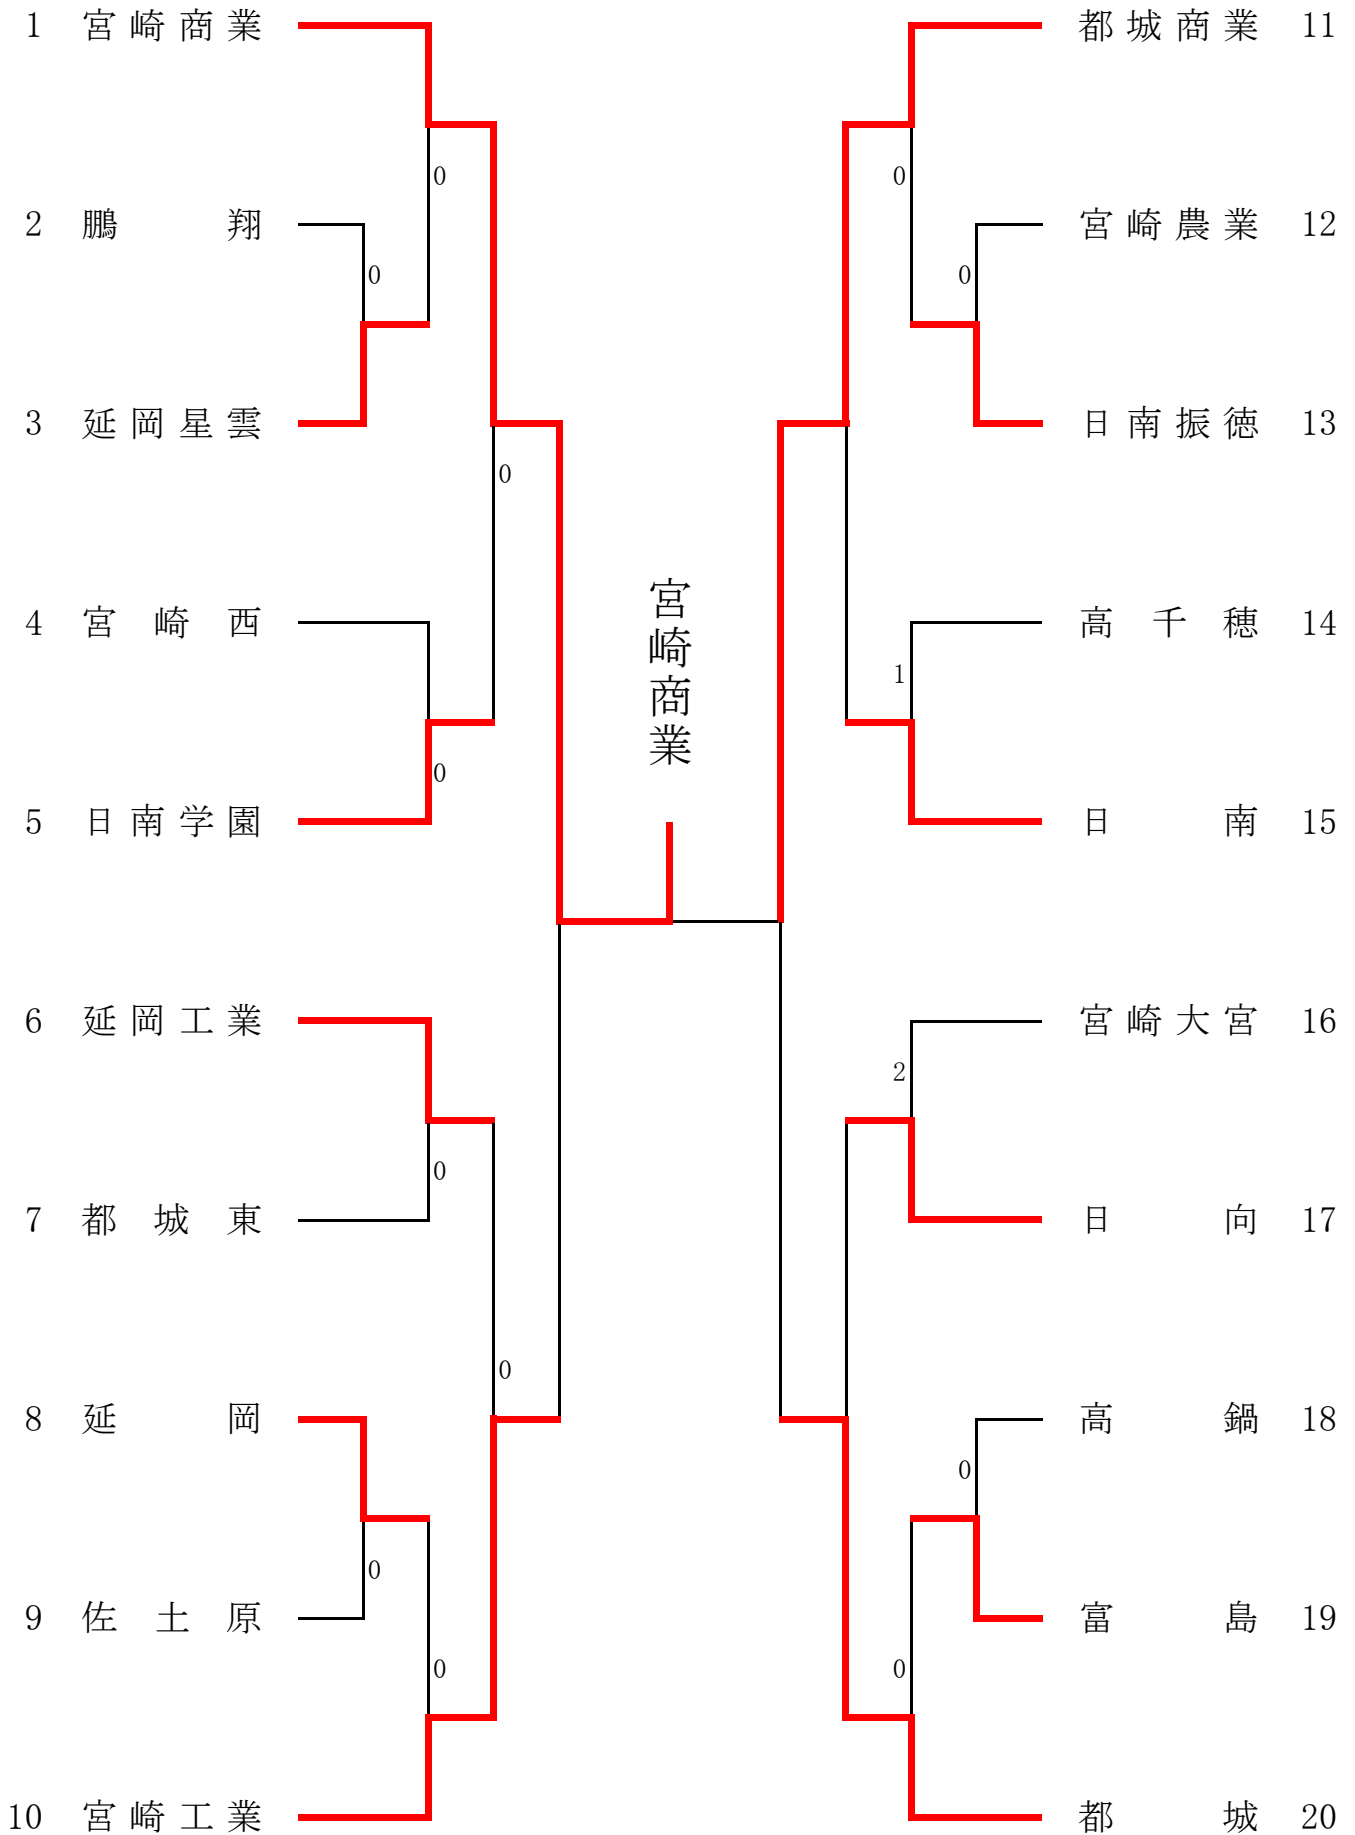 1 宮崎商業
0
2 鵬翔
0
3 延岡星雲
0
4 宮崎西
0
5 日南学園
6 延岡工業
0
7 都城東
0
8 延岡
0
9 佐土原
0
10 宮崎工業
宮崎商業
都城商業 11
0
宮崎農業 12
0
日南振徳 13
高千穂 14
1
日南 15
宮崎大宮 16
2
日向 17
高鍋 18
0
富島 19
0
都城 20